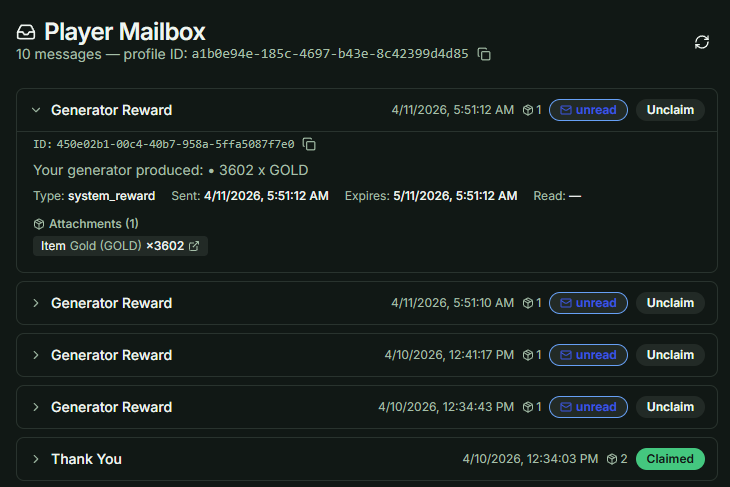 Player Mailbox
10 messages — profile ID: a1b0e94e-185c-4697-b43e-8c42399d4d85
Generator Reward 4/11/2026, 5:51:12 AM 1 unread Unclaim
ID: 450e02b1-00c4-40b7-958a-5ffa5087f7e0
Your generator produced: • 3602 x GOLD
Type: system_reward Sent: 4/11/2026, 5:51:12 AM Expires: 5/11/2026, 5:51:12 AM Read: —
Attachments (1)
Item Gold (GOLD) ×3602
Generator Reward 4/11/2026, 5:51:10 AM 1 unread Unclaim
Generator Reward 4/10/2026, 12:41:17 PM 1 unread Unclaim
Generator Reward 4/10/2026, 12:34:43 PM 1 unread Unclaim
Thank You 4/10/2026, 12:34:03 PM 2 Claimed